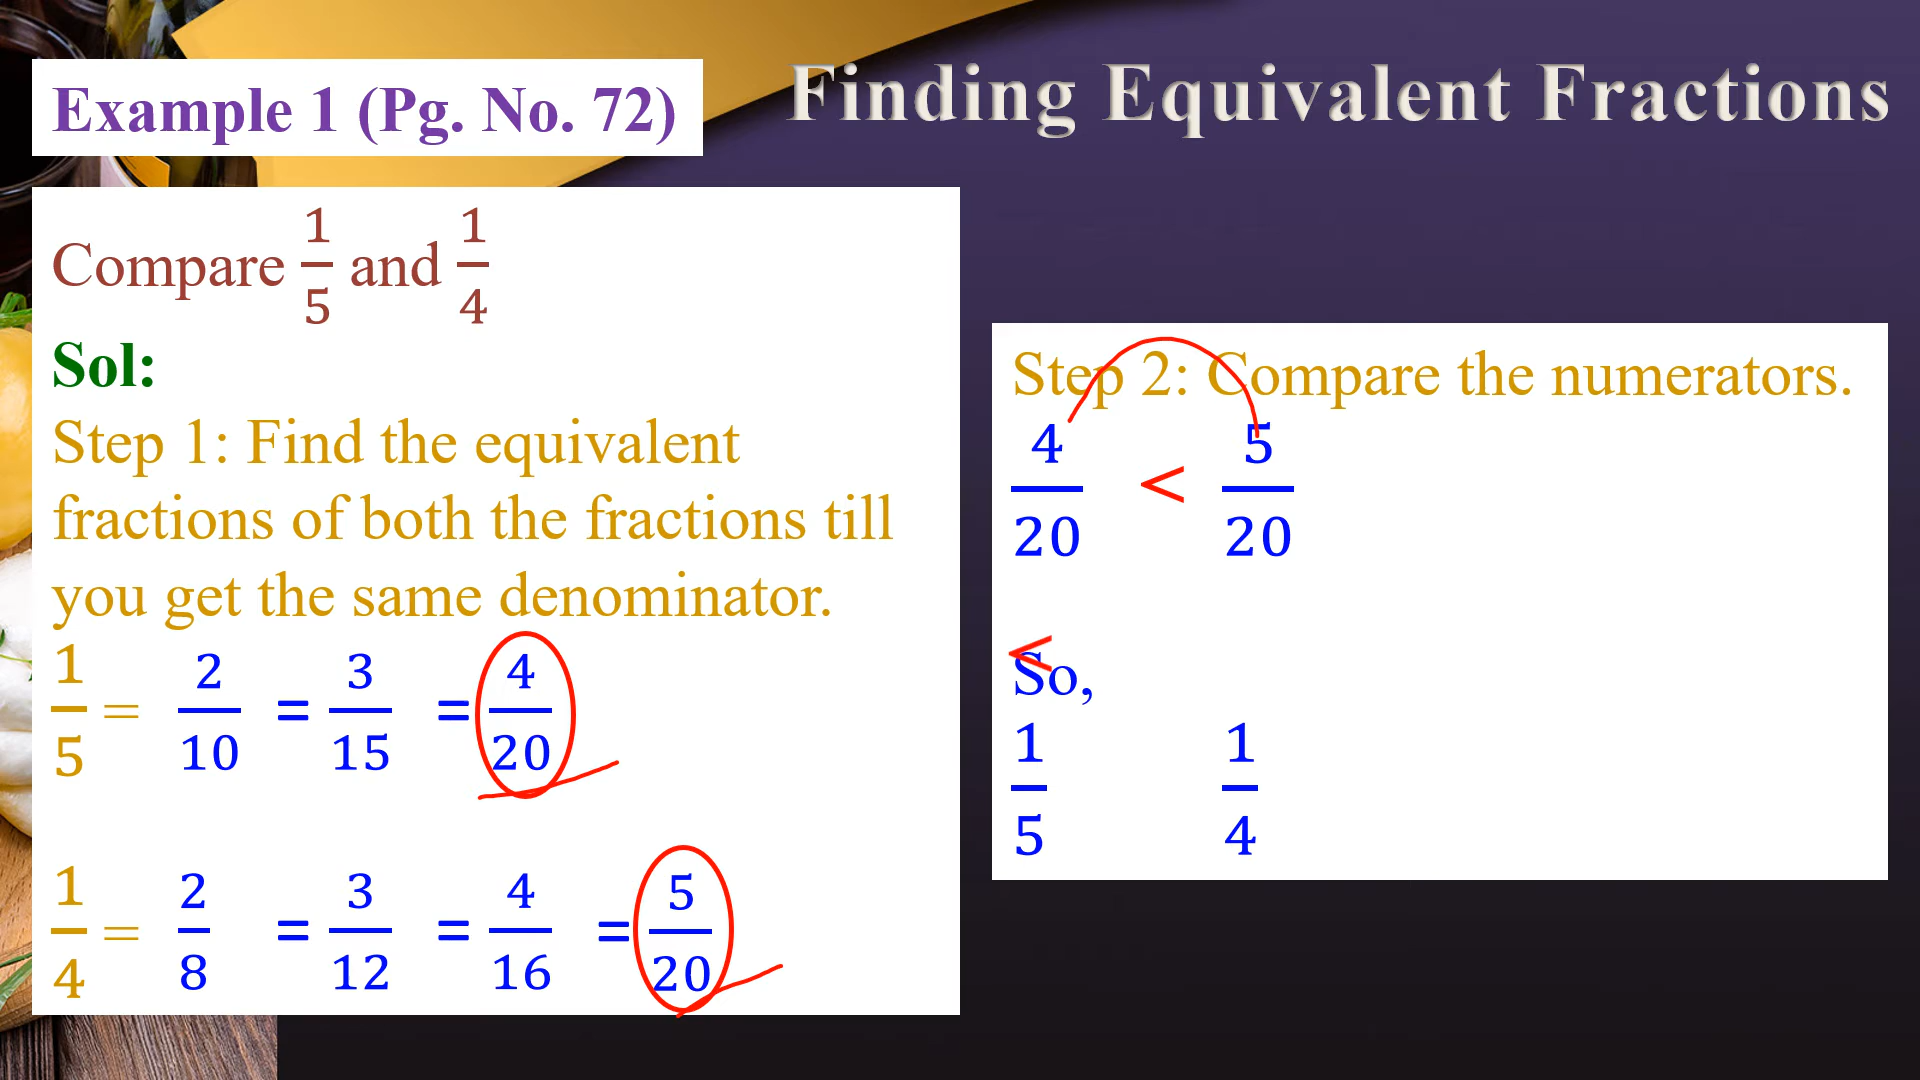 Example 1 (Pg. No. 72)
Finding Equivalent Fractions
Compare 1/5 and 1/4
Sol:
Step 1: Find the equivalent
fractions of both the fractions till
you get the same denominator.
1/5 = 2/10 = 3/15 = 4/20
1/4 = 2/8 = 3/12 = 4/16 = 5/20
Step 2: Compare the numerators.
4/20 < 5/20
<
So,
1/5 1/4